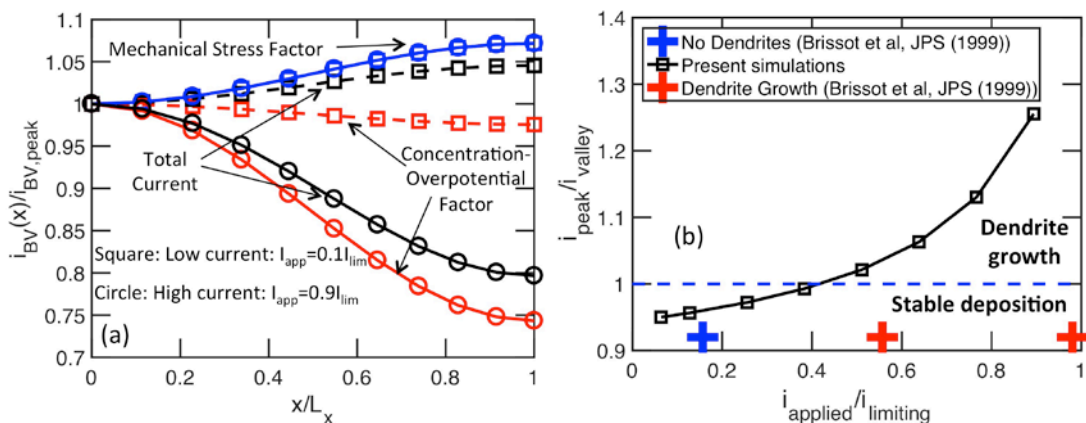 1.1
1.05
1
0.95
0.9
0.85
0.8
0.75
0.7
i_BV(x)/i_BV,peak
Mechanical Stress Factor
Total
Current
Concentration-
Overpotential
Factor
Square: Low current: I_app=0.1I_lim
Circle: High current: I_app=0.9I_lim
(a)
0 0.2 0.4 0.6 0.8 1
x/L_x
1.4
1.3
1.2
1.1
1
0.9
i_peak/i_valley
No Dendrites (Brissot et al, JPS (1999))
Present simulations
Dendrite Growth (Brissot et al, JPS (1999))
(b)
Dendrite
growth
Stable deposition
0 0.2 0.4 0.6 0.8 1
i_applied/i_limiting